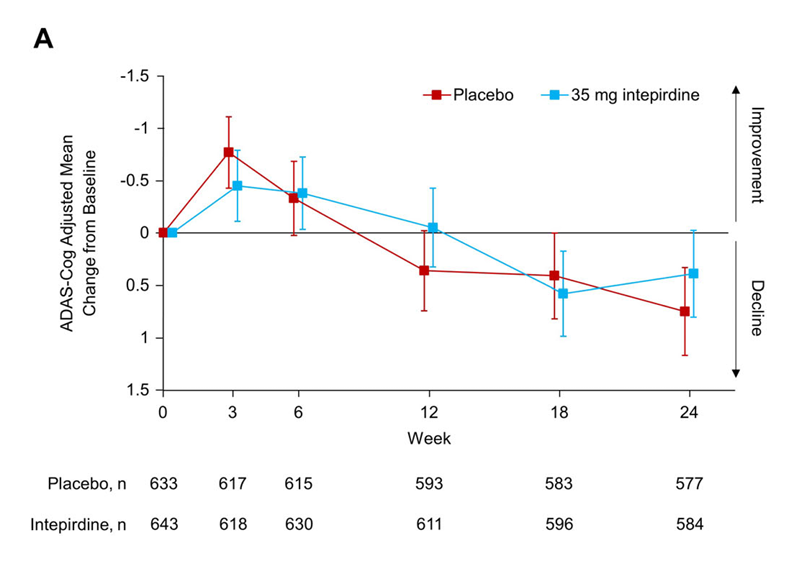 A
-1.5
-1
-0.5
0
0.5
1
1.5
ADAS-Cog Adjusted Mean
Change from Baseline
Placebo
35 mg intepirdine
Improvement
Decline
0 3 6 12 18 24
Week
Placebo, n 633 617 615 593 583 577
Intepirdine, n 643 618 630 611 596 584